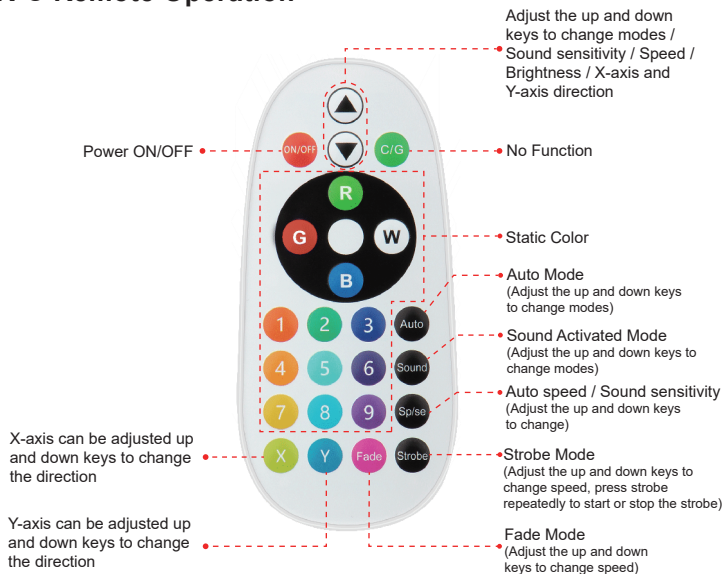 Remote Operation
Adjust the up and down
keys to change modes /
Sound sensitivity / Speed /
Brightness / X-axis and
Y-axis direction
Power ON/OFF
ON/OFF
C/G
No Function
R
G
W
B
Static Color
Auto Mode
(Adjust the up and down keys
to change modes)
1
2
3
Auto
Sound Activated Mode
(Adjust the up and down keys to
change modes)
4
5
6
Sound
Auto speed / Sound sensitivity
(Adjust the up and down keys
to change)
7
8
9
Sp/se
X-axis can be adjusted up
and down keys to change
the direction
X
Y
Fade
Strobe
Strobe Mode
(Adjust the up and down keys to
change speed, press strobe
repeatedly to start or stop the strobe)
Y-axis can be adjusted up
and down keys to change
the direction
Fade Mode
(Adjust the up and down
keys to change speed)